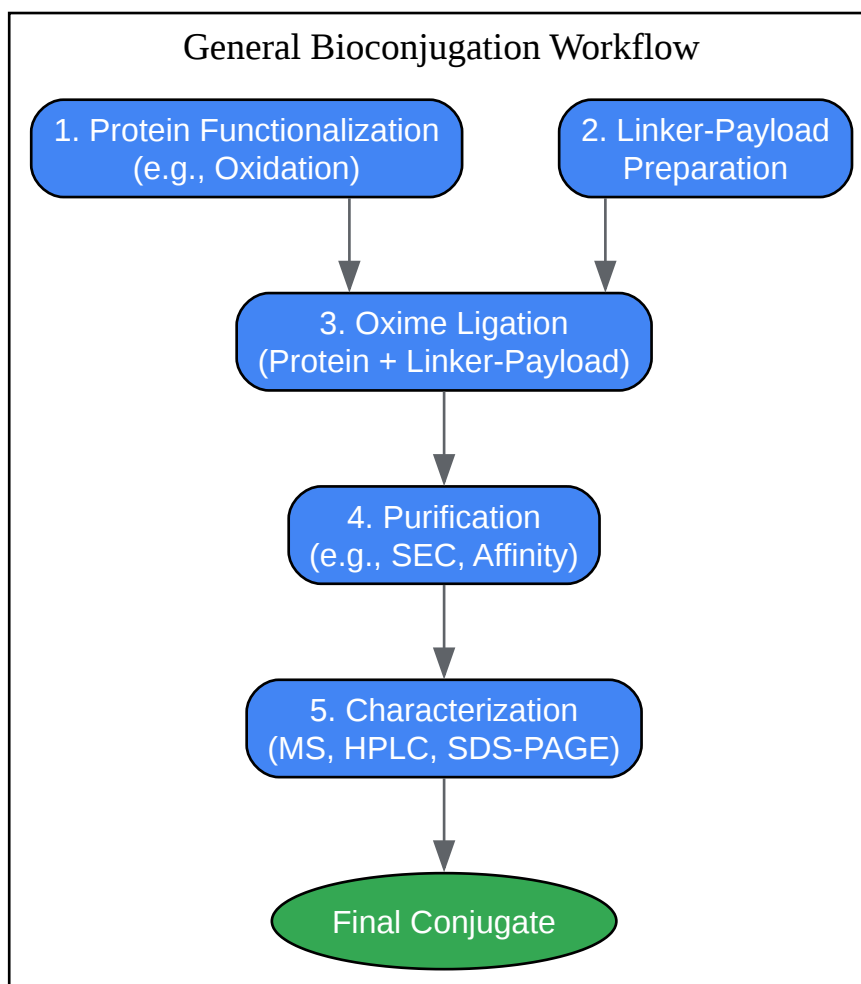 General Bioconjugation Workflow
1. Protein Functionalization
(e.g., Oxidation)
2. Linker-Payload
Preparation
3. Oxime Ligation
(Protein + Linker-Payload)
4. Purification
(e.g., SEC, Affinity)
5. Characterization
(MS, HPLC, SDS-PAGE)
Final Conjugate